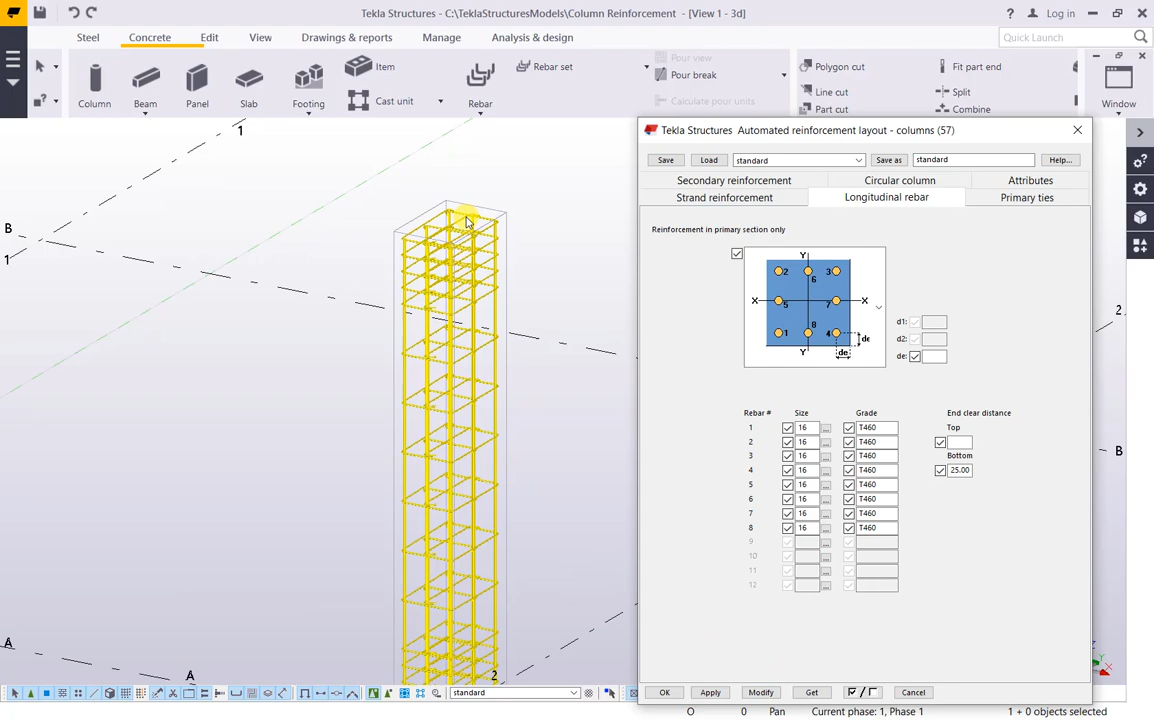 Tekla Structures - C:\TeklaStructuresModels\Column Reinforcement - [View 1 - 3d]
? Log in
Steel Concrete Edit View Drawings & reports Manage Analysis & design
Quick Launch
Column Beam Panel Slab Footing
Item
Cast unit
Rebar
Rebar set
Pour view
Pour break
Calculate pour units
Polygon cut
Line cut
Part cut
Fit part end
Split
Combine
Window
1
B
1
2
B
A
A
2
Tekla Structures Automated reinforcement layout - columns (57)
Save Load standard Save as standard Help...
Secondary reinforcement Circular column Attributes
Strand reinforcement Longitudinal rebar Primary ties
Reinforcement in primary section only
Y
2 6 3
X 5 7 X
1 8 4 de
Y de
d1:
d2:
de:
Rebar # Size Grade End clear distance
1 16 ... T460
2 16 ... T460
3 16 ... T460
4 16 ... T460
5 16 ... T460
6 16 ... T460
7 16 ... T460
8 16 ... T460
9 ...
10 ...
11 ...
12 ...
Top
Bottom
25.00
OK Apply Modify Get / Cancel
standard
O 0 Pan Current phase: 1, Phase 1 1 + 0 objects selected